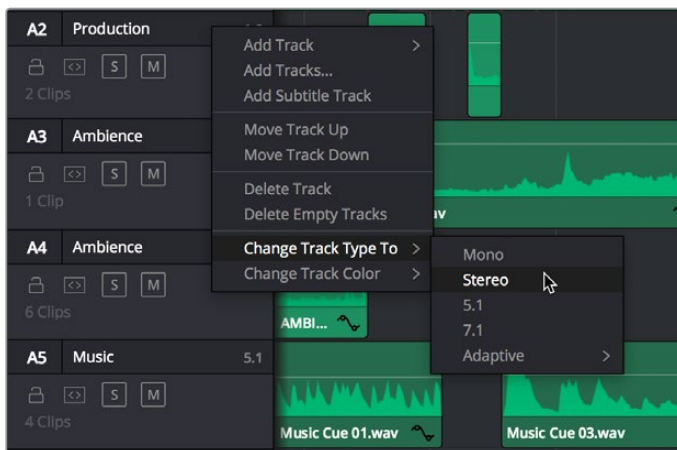 A2 Production
S M
2 Clips
A3 Ambience
S M
1 Clip
A4 Ambience
S M
6 Clips
A5 Music 5.1
S M
4 Clips
Add Track >
Add Tracks...
Add Subtitle Track
Move Track Up
Move Track Down
Delete Track
Delete Empty Tracks
Change Track Type To >
Change Track Color >
Mono
Stereo
5.1
7.1
Adaptive >
AMBI...
Music Cue 01.wav
Music Cue 03.wav